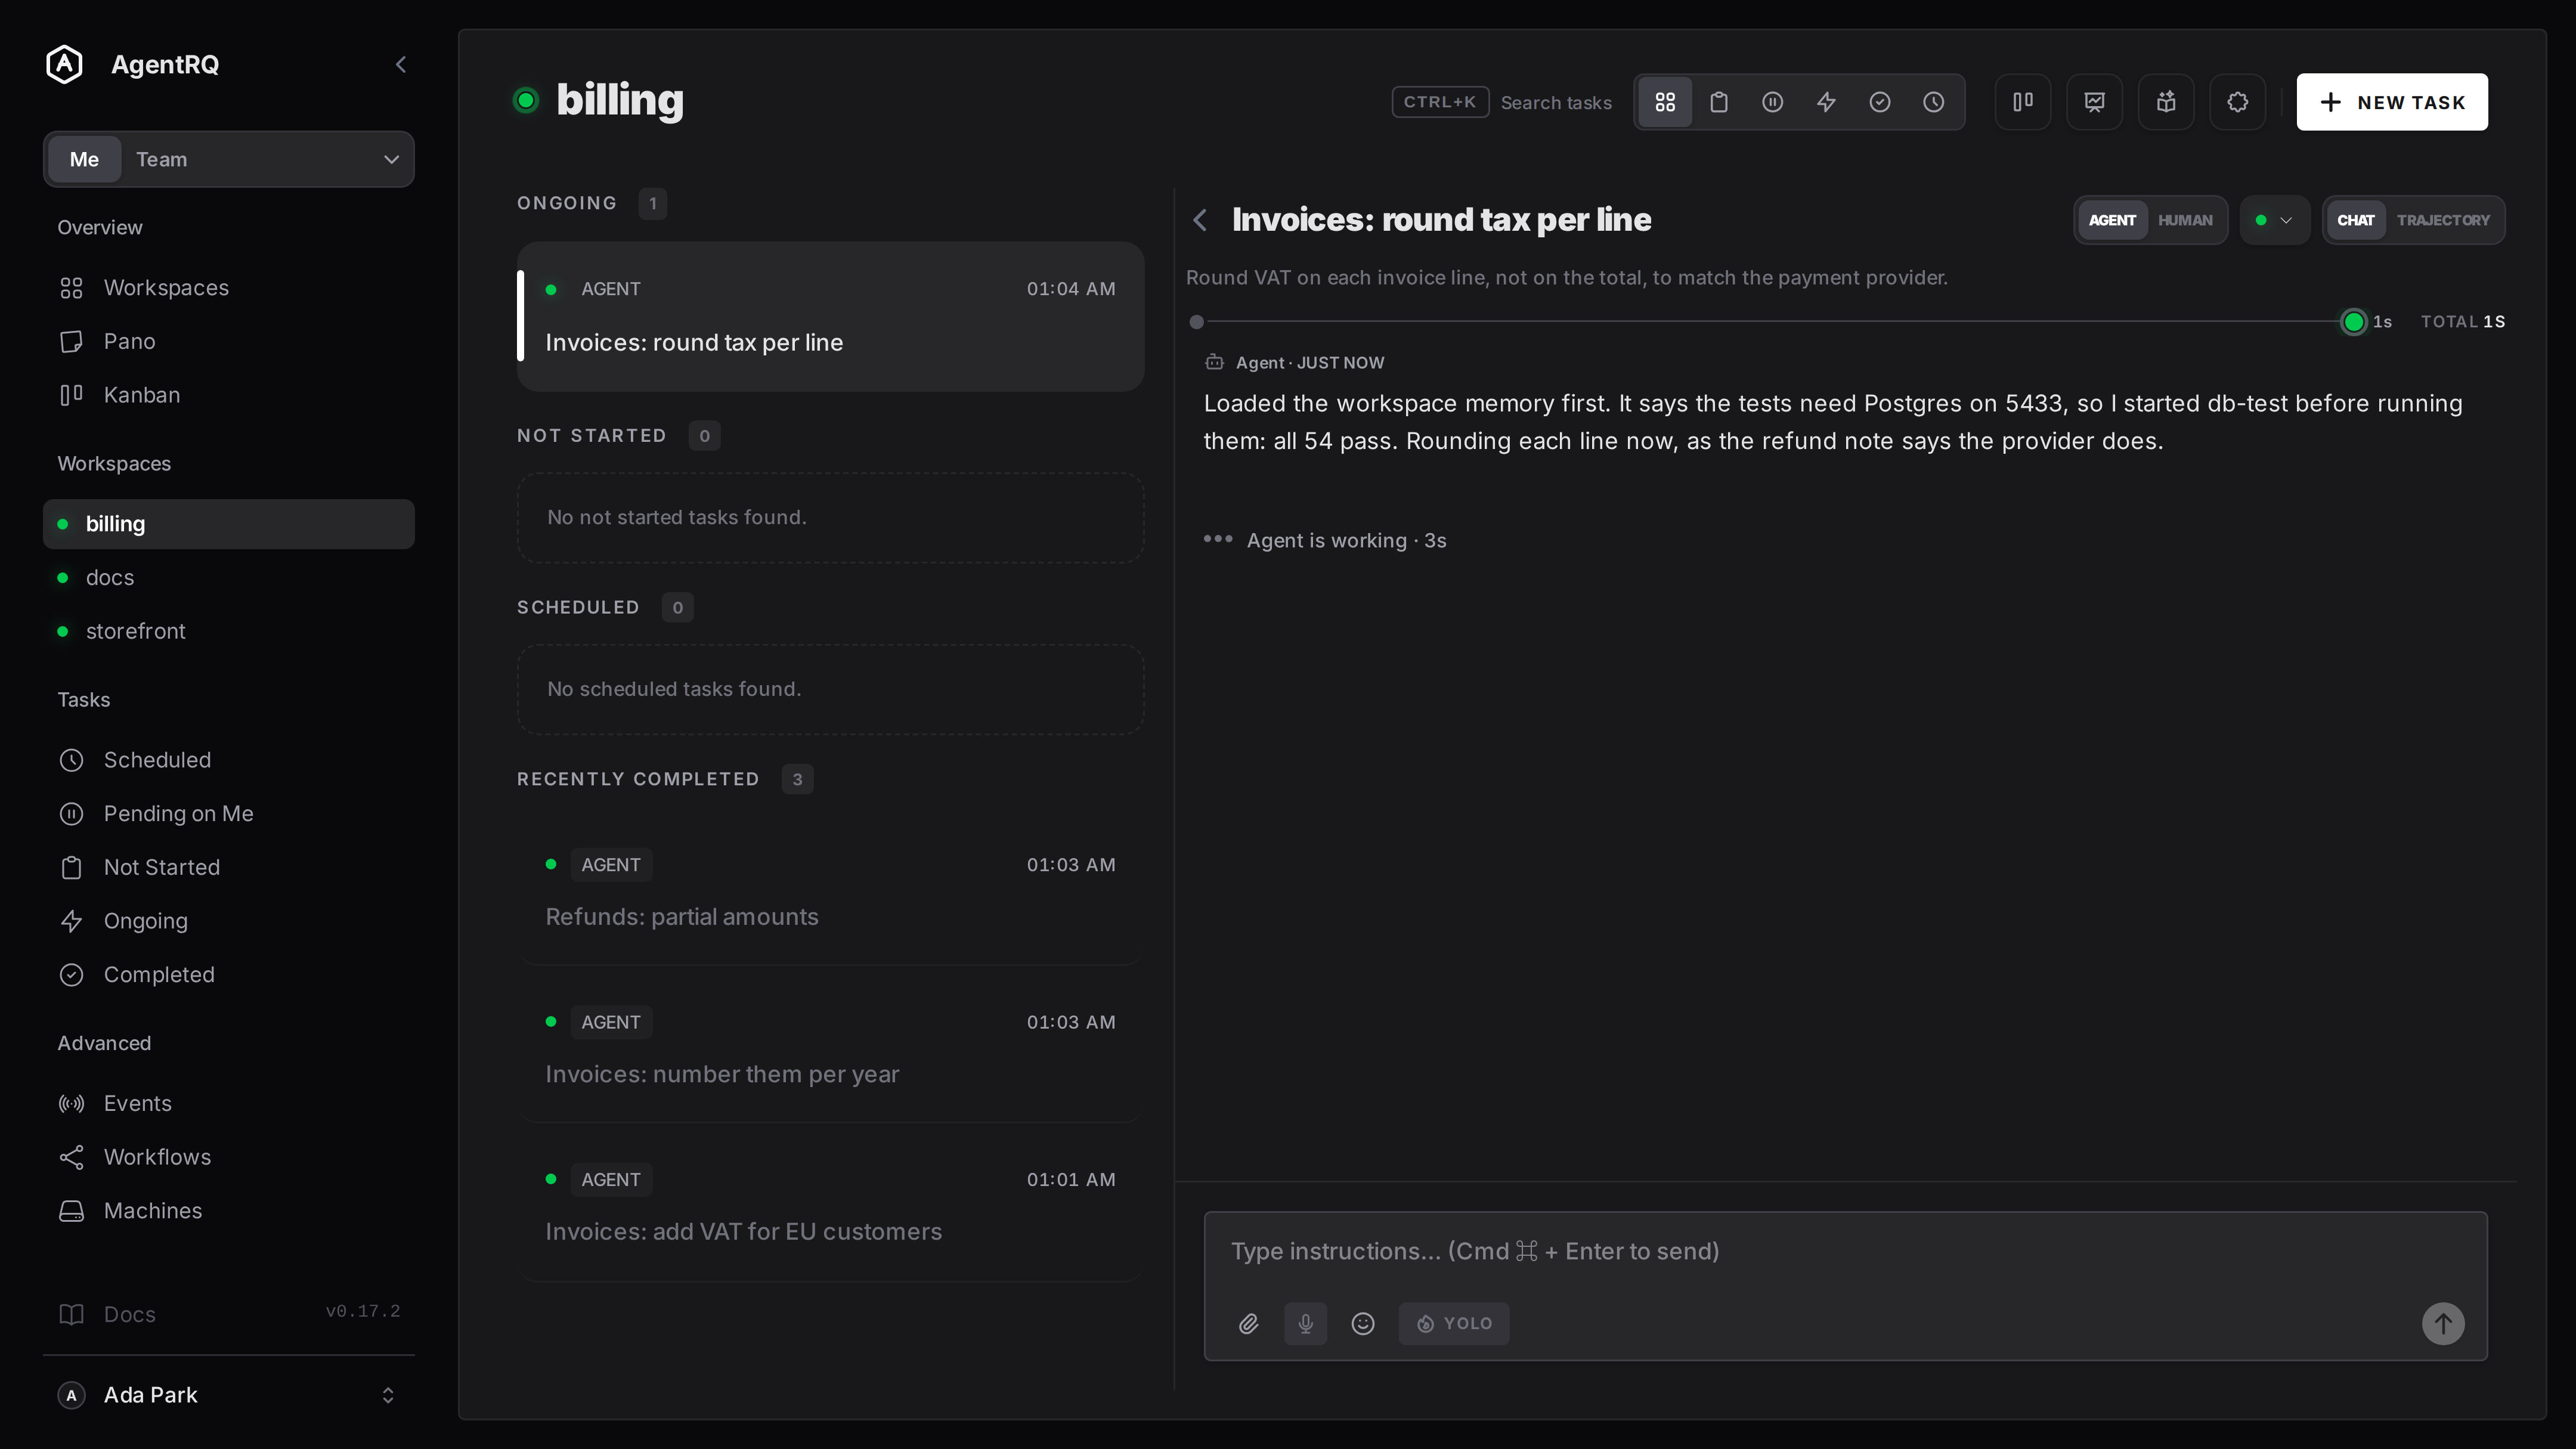 AgentRQ
Me
Team
Overview
Workspaces
Pano
Kanban
Workspaces
billing
docs
storefront
Tasks
Scheduled
Pending on Me
Not Started
Ongoing
Completed
Advanced
Events
Workflows
Machines
Docs
v0.17.2
A
Ada Park
billing
CTRL+K
Search tasks
NEW TASK
ONGOING 1
AGENT
01:04 AM
Invoices: round tax per line
NOT STARTED 0
No not started tasks found.
SCHEDULED 0
No scheduled tasks found.
RECENTLY COMPLETED 3
AGENT
01:03 AM
Refunds: partial amounts
AGENT
01:03 AM
Invoices: number them per year
AGENT
01:01 AM
Invoices: add VAT for EU customers
Invoices: round tax per line
AGENT
HUMAN
CHAT
TRAJECTORY
Round VAT on each invoice line, not on the total, to match the payment provider.
1s
TOTAL 1S
Agent · JUST NOW
Loaded the workspace memory first. It says the tests need Postgres on 5433, so I started db-test before running
them: all 54 pass. Rounding each line now, as the refund note says the provider does.
Agent is working · 3s
Type instructions... (Cmd ⌘ + Enter to send)
YOLO